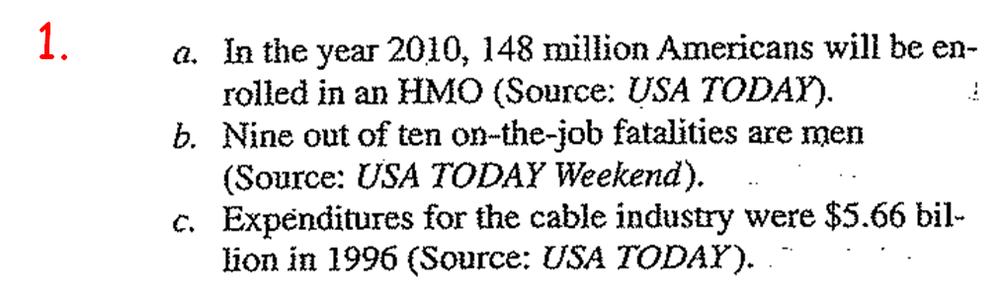 1.
a. In the year 2010, 148 million Americans will be en-
rolled in an HMO (Source: USA TODAY).
b. Nine out of ten on-the-job fatalities are men
(Source: USA TODAY Weekend).
c. Expenditures for the cable industry were $5.66 bil-
lion in 1996 (Source: USA TODAY).